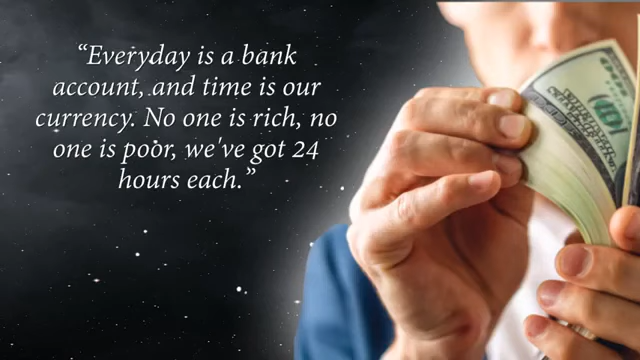 “Everyday is a bank
account, and time is our
currency. No one is rich, no
one is poor, we've got 24
hours each.”